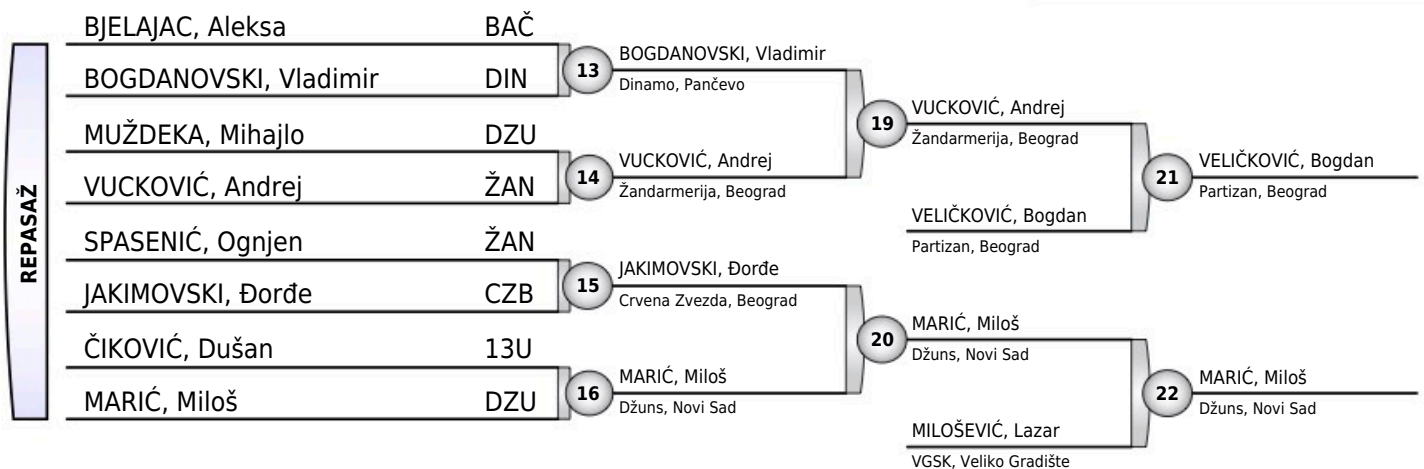 REPASAŽ
BJELAJAC, Aleksa BAČ
BOGDANOVSKI, Vladimir DIN
MUŽDEKA, Mihajlo DZU
VUCKOVIĆ, Andrej ŽAN
SPASENIĆ, Ognjen ŽAN
JAKIMOVSKI, Đorđe CZB
ČIKOVIĆ, Dušan 13U
MARIĆ, Miloš DZU
13
BOGDANOVSKI, Vladimir
Dinamo, Pančevo
14
VUCKOVIĆ, Andrej
Žandarmerija, Beograd
15
JAKIMOVSKI, Đorđe
Crvena Zvezda, Beograd
16
MARIĆ, Miloš
Džuns, Novi Sad
19
VUCKOVIĆ, Andrej
Žandarmerija, Beograd
VELIČKOVIĆ, Bogdan
Partizan, Beograd
20
MARIĆ, Miloš
Džuns, Novi Sad
MILOŠEVIĆ, Lazar
VGSK, Veliko Gradište
21
VELIČKOVIĆ, Bogdan
Partizan, Beograd
22
MARIĆ, Miloš
Džuns, Novi Sad